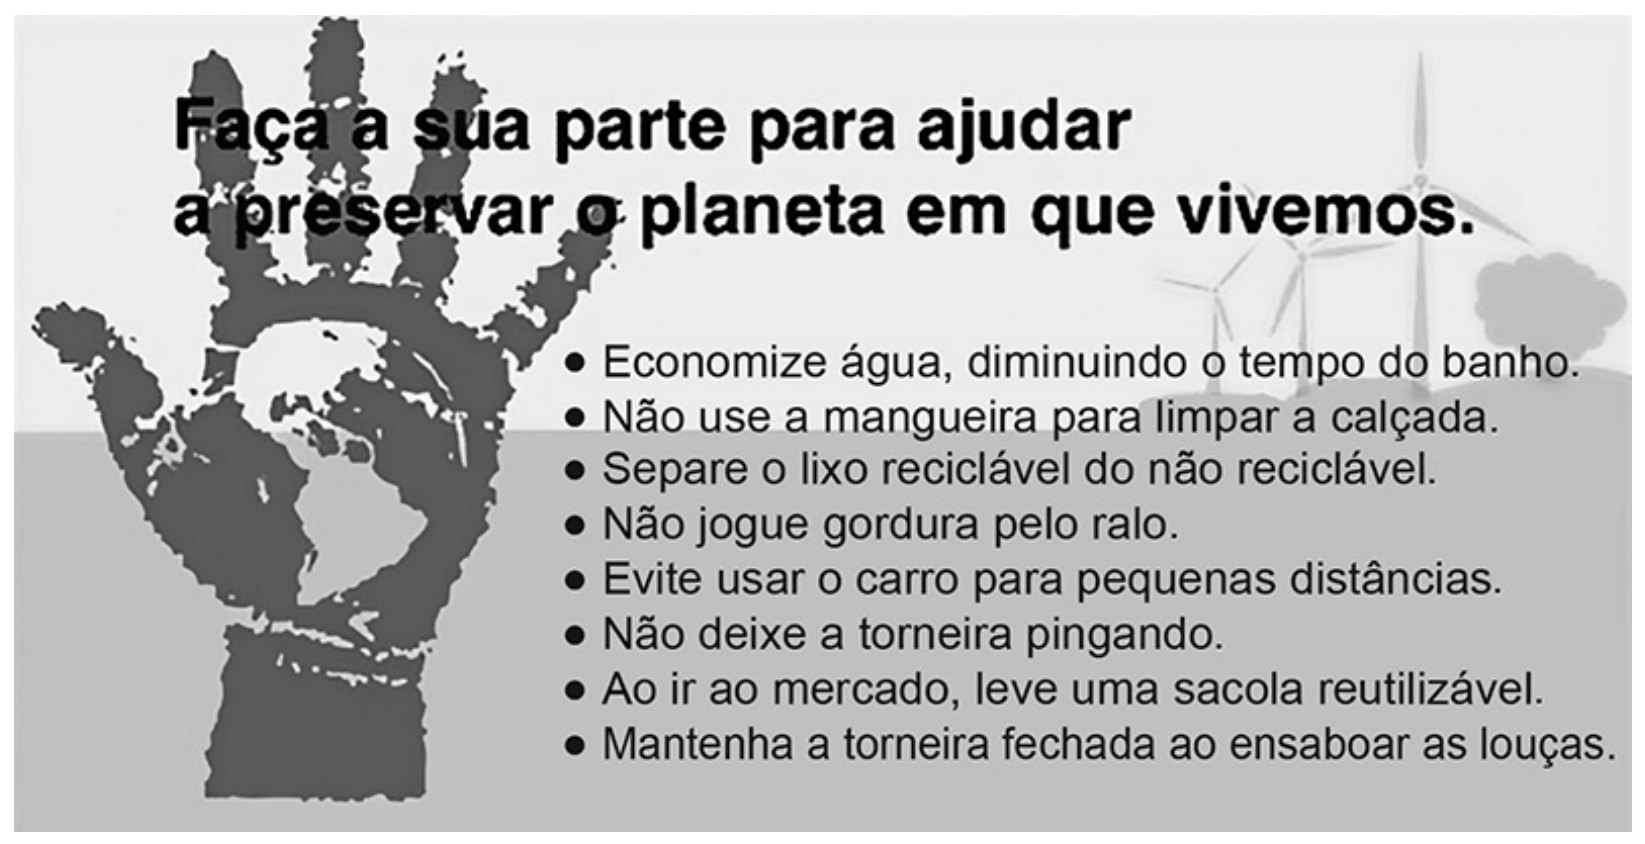 Faça a sua parte para ajudar
a preservar o planeta em que vivemos.
● Economize água, diminuindo o tempo do banho.
● Não use a mangueira para limpar a calçada.
● Separe o lixo reciclável do não reciclável.
● Não jogue gordura pelo ralo.
● Evite usar o carro para pequenas distâncias.
● Não deixe a torneira pingando.
● Ao ir ao mercado, leve uma sacola reutilizável.
● Mantenha a torneira fechada ao ensaboar as louças.